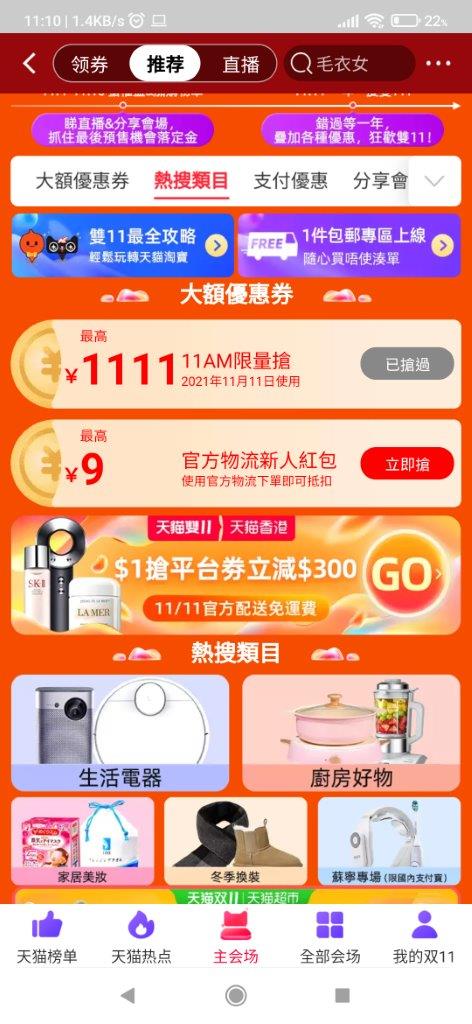 11:10 | 1.4KB/s
22%
领券
推荐
直播
毛衣女
睇直播&分享會場,
抓住最後預售機會落定金
錯過等一年,
疊加各種優惠，狂歡雙11!
大額優惠券
熱搜類目
支付優惠
分享會
雙11最全攻略
輕鬆玩轉天貓淘寶
FREE
1件包郵專區上線
隨心買唔使湊單
大額優惠券
最高
¥1111
11AM限量搶
2021年11月11日使用
已搶過
最高
¥9
官方物流新人紅包
使用官方物流下單即可抵扣
立即搶
天猫雙11
天猫香港
$1搶平台券立減$300
GO
11/11官方配送免運費
SK-II
LA MER
熱搜類目
生活電器
廚房好物
家居美妝
冬季換裝
蘇寧專場(限國內支付寶)
天猫双11
天猫超市
天猫榜单
天猫热点
主会场
全部会场
我的双11